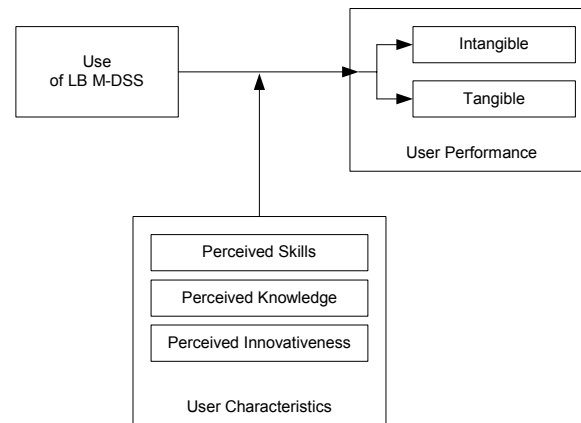 Use
of LB M-DSS
Intangible
Tangible
User Performance
Perceived Skills
Perceived Knowledge
Perceived Innovativeness
User Characteristics